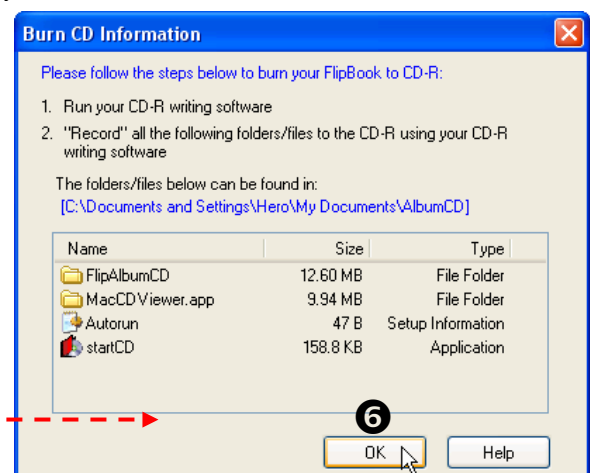 Burn CD Information
Please follow the steps below to burn your FlipBook to CD-R:
1. Run your CD-R writing software
2. "Record" all the following folders/files to the CD-R using your CD-R
writing software
The folders/files below can be found in:
[C:\Documents and Settings\Hero\My Documents\AlbumCD]
Name Size Type
FlipAlbumCD 12.60 MB File Folder
MacCDViewer.app 9.94 MB File Folder
Autorun 47 B Setup Information
startCD 158.8 KB Application
❻
OK Help